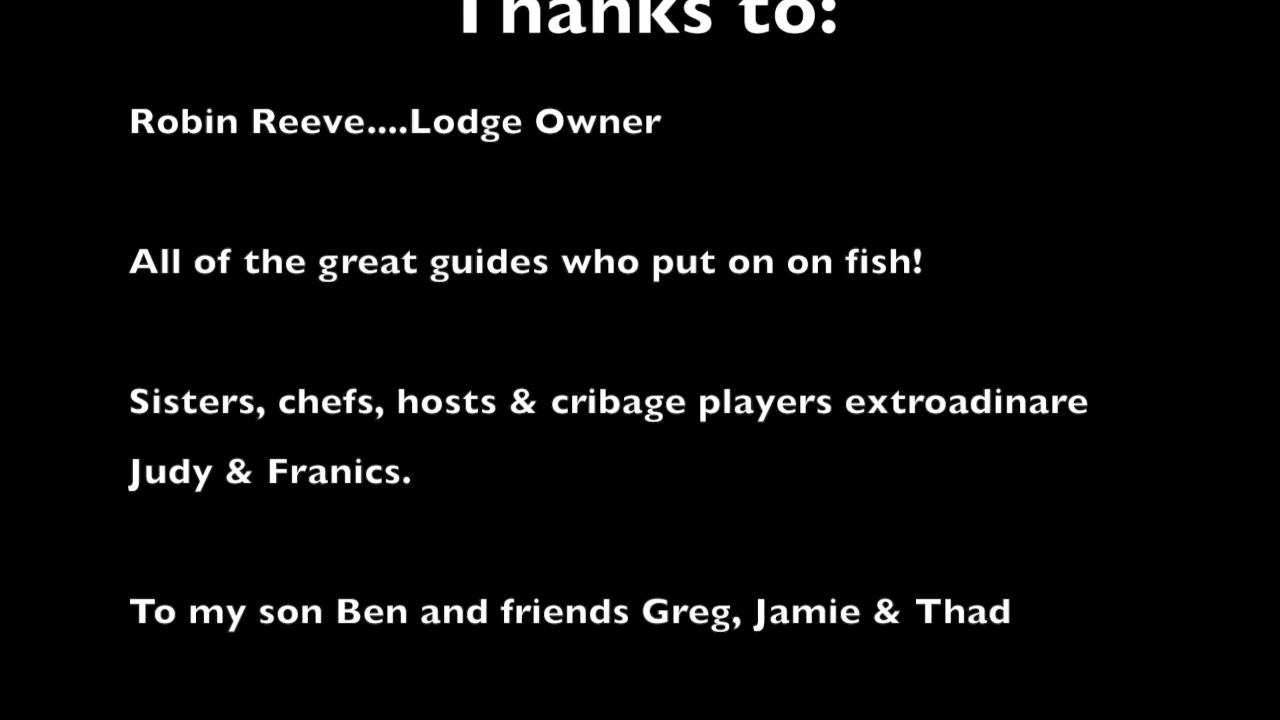 Thanks to:
Robin Reeve....Lodge Owner
All of the great guides who put on on fish!
Sisters, chefs, hosts & cribage players extroadinare
Judy & Franics.
To my son Ben and friends Greg, Jamie & Thad